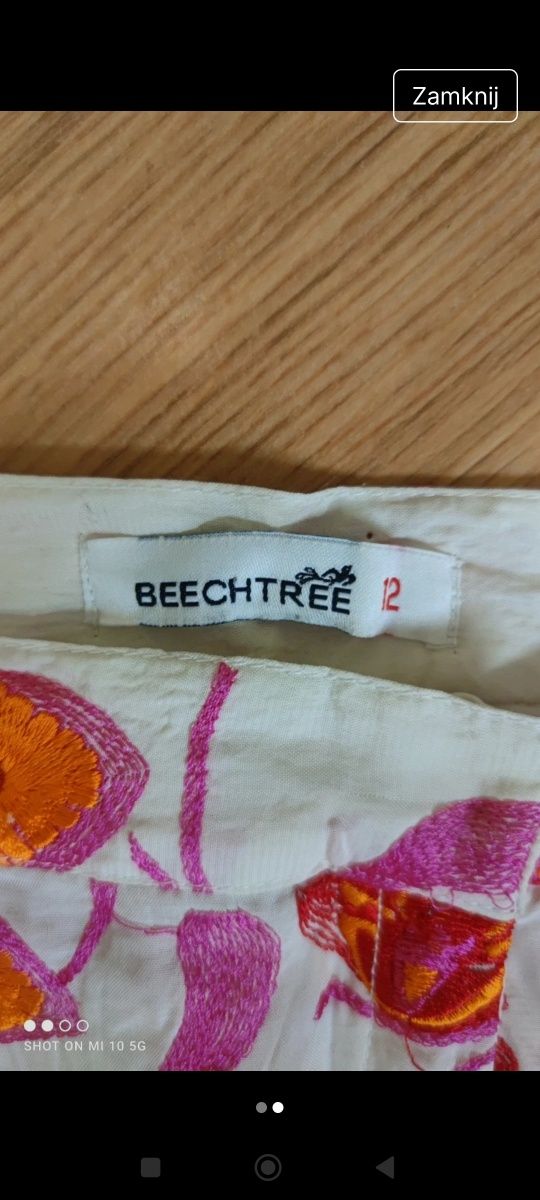 Zamknij
BEECHTREE 12
SHOT ON MI 10 5G